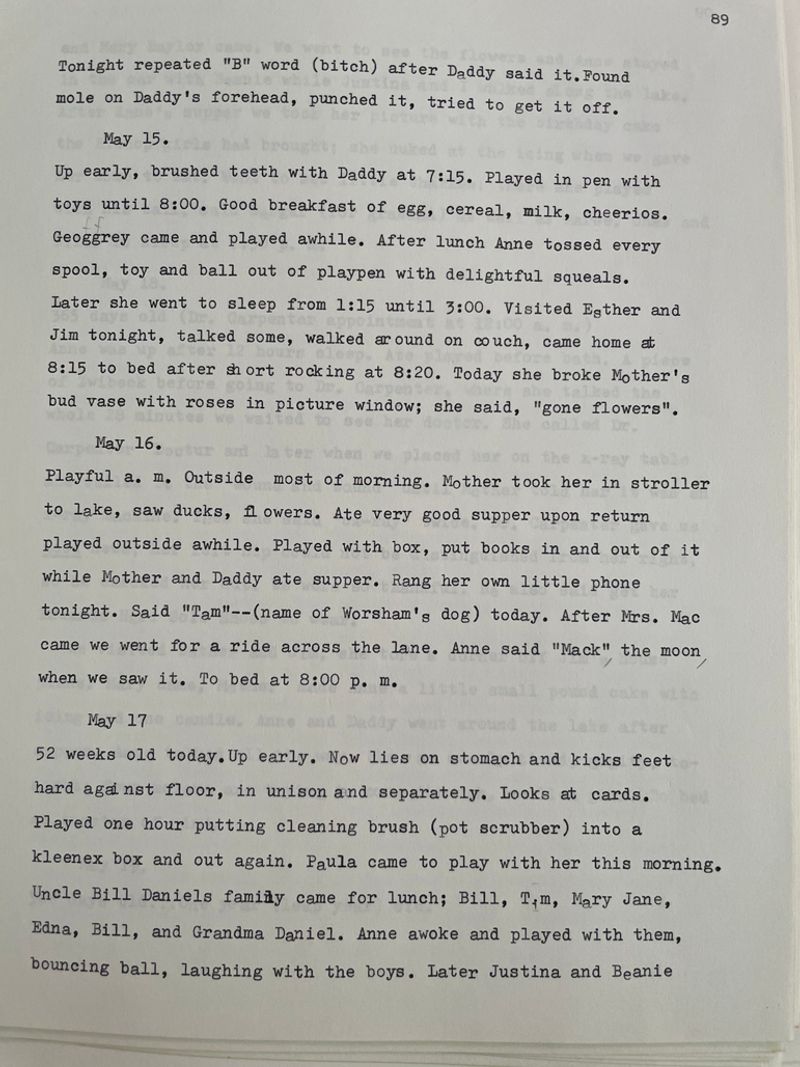 89
Tonight repeated "B" word (bitch) after Daddy said it.Found
mole on Daddy's forehead, punched it, tried to get it off.
May 15.
Up early, brushed teeth with Daddy at 7:15. Played in pen with
toys until 8:00. Good breakfast of egg, cereal, milk, cheerios.
Geoggrey came and played awhile. After lunch Anne tossed every
spool, toy and ball out of playpen with delightful squeals.
Later she went to sleep from 1:15 until 3:00. Visited Esther and
Jim tonight, talked some, walked around on couch, came home at
8:15 to bed after short rocking at 8:20. Today she broke Mother's
bud vase with roses in picture window; she said, "gone flowers".
May 16.
Playful a. m. Outside most of morning. Mother took her in stroller
to lake, saw ducks, flowers. Ate very good supper upon return
played outside awhile. Played with box, put books in and out of it
while Mother and Daddy ate supper. Rang her own little phone
tonight. Said "Tam"--(name of Worsham's dog) today. After Mrs. Mac
came we went for a ride across the lane. Anne said "Mack" the moon
when we saw it. To bed at 8:00 p. m.
May 17
52 weeks old today.Up early. Now lies on stomach and kicks feet
hard against floor, in unison and separately. Looks at cards.
Played one hour putting cleaning brush (pot scrubber) into a
kleenex box and out again. Paula came to play with her this morning.
Uncle Bill Daniels family came for lunch; Bill, Tim, Mary Jane,
Edna, Bill, and Grandma Daniel. Anne awoke and played with them,
bouncing ball, laughing with the boys. Later Justina and Beanie